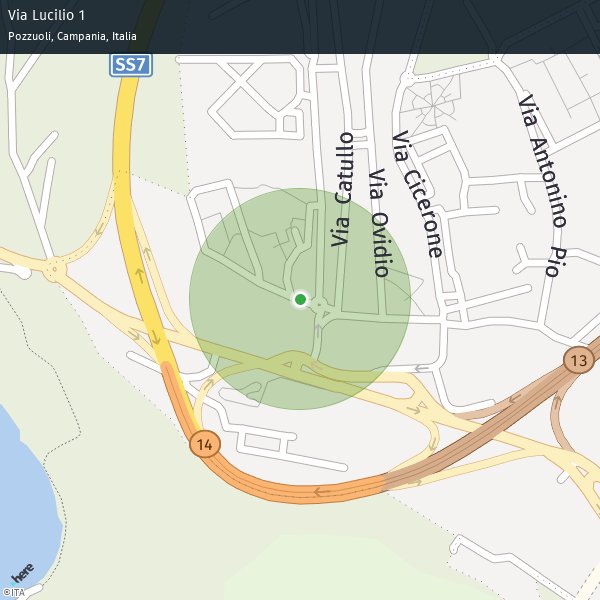 Via Lucilio 1
Pozzuoli, Campania, Italia
SS7
Via Catullo
Via Ovidio
Via Cicerone
Via Antonino Pio
13
14
here
©ITA